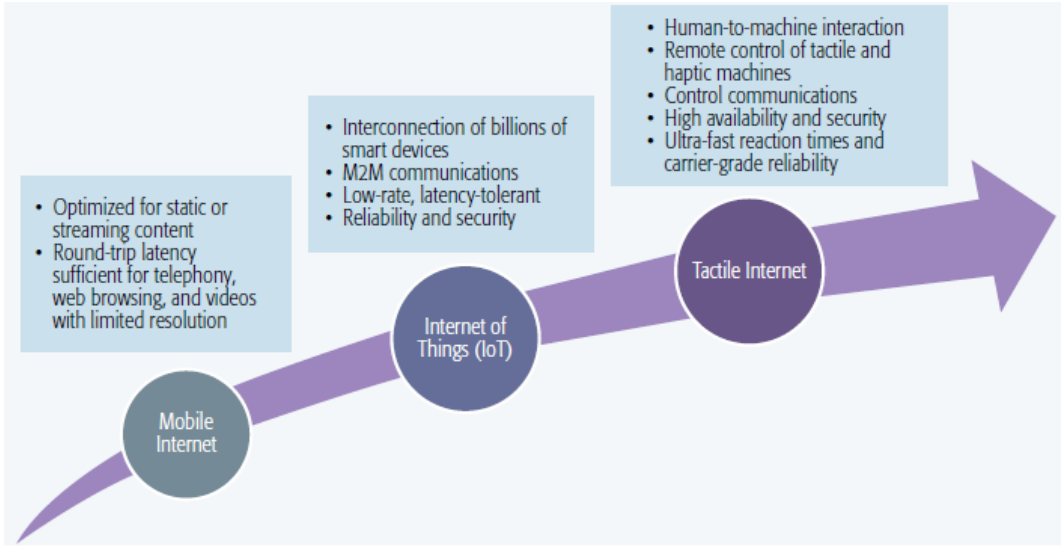 • Human-to-machine interaction
• Remote control of tactile and
haptic machines
• Control communications
• High availability and security
• Ultra-fast reaction times and
carrier-grade reliability
• Interconnection of billions of
smart devices
• M2M communications
• Low-rate, latency-tolerant
• Reliability and security
• Optimized for static or
streaming content
• Round-trip latency
sufficient for telephony,
web browsing, and videos
with limited resolution
Tactile Internet
Internet of
Things (IoT)
Mobile
Internet